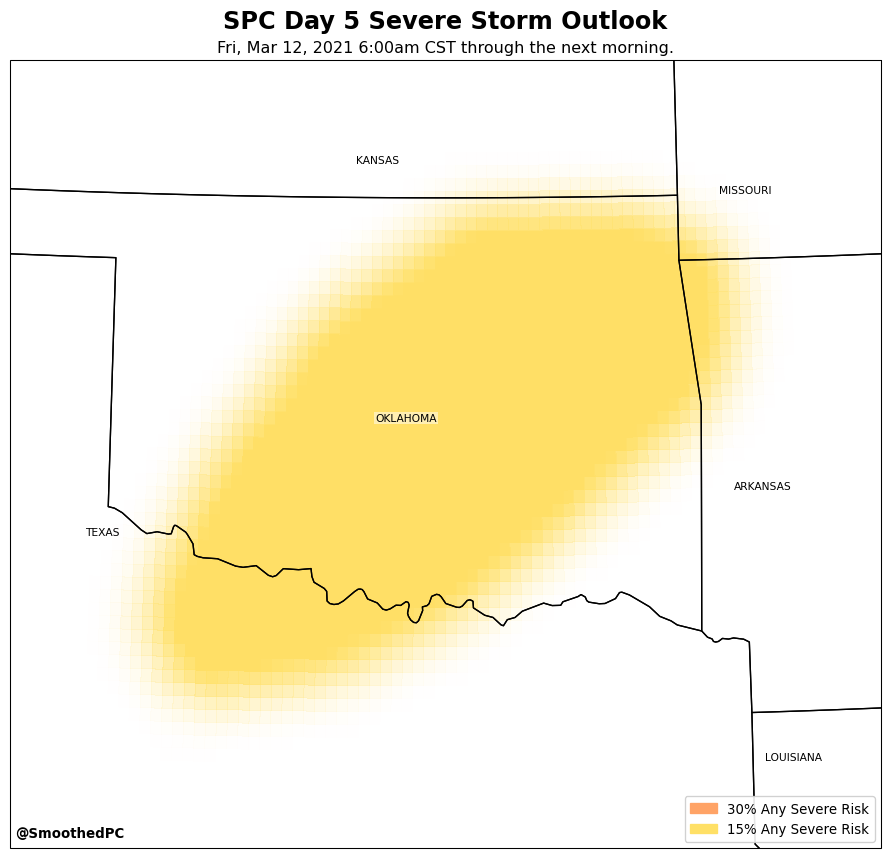 SPC Day 5 Severe Storm Outlook
Fri, Mar 12, 2021 6:00am CST through the next morning.
KANSAS
MISSOURI
OKLAHOMA
ARKANSAS
TEXAS
LOUISIANA
30% Any Severe Risk
15% Any Severe Risk
@SmoothedPC